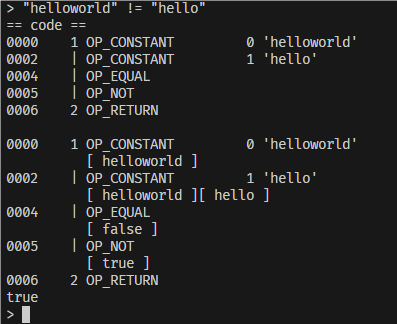 > "helloworld" != "hello"
== code ==
0000    1 OP_CONSTANT         0 'helloworld'
0002    | OP_CONSTANT         1 'hello'
0004    | OP_EQUAL
0005    | OP_NOT
0006    2 OP_RETURN

0000    1 OP_CONSTANT         0 'helloworld'
          [ helloworld ]
0002    | OP_CONSTANT         1 'hello'
          [ helloworld ][ hello ]
0004    | OP_EQUAL
          [ false ]
0005    | OP_NOT
          [ true ]
0006    2 OP_RETURN
true
>